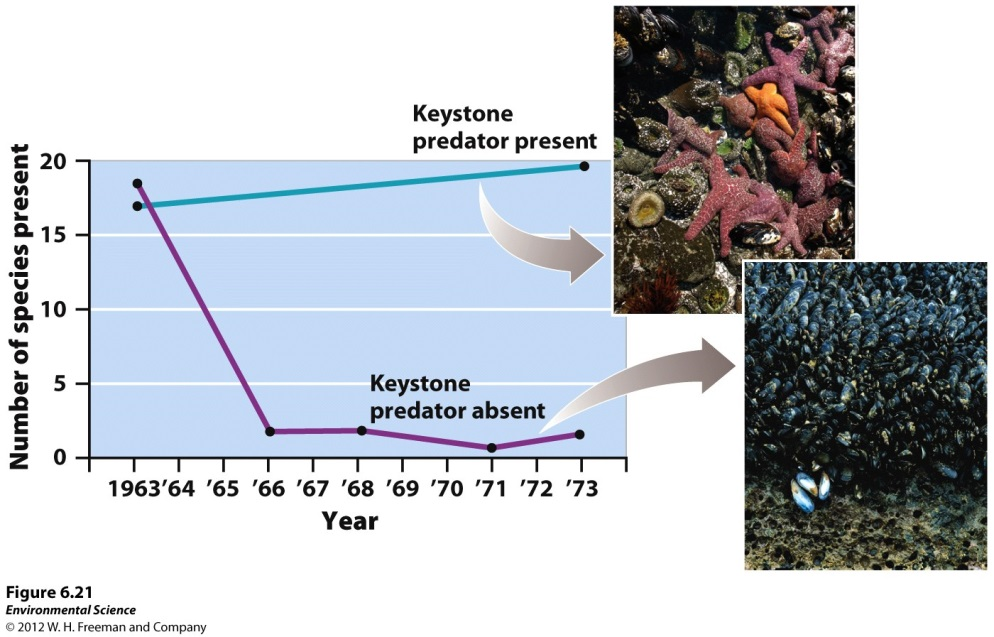 Keystone
predator present
Number of species present
20
15
10
5
0
Keystone
predator absent
1963 '64 '65 '66 '67 '68 '69 '70 '71 '72 '73
Year
Figure 6.21
Environmental Science
© 2012 W. H. Freeman and Company